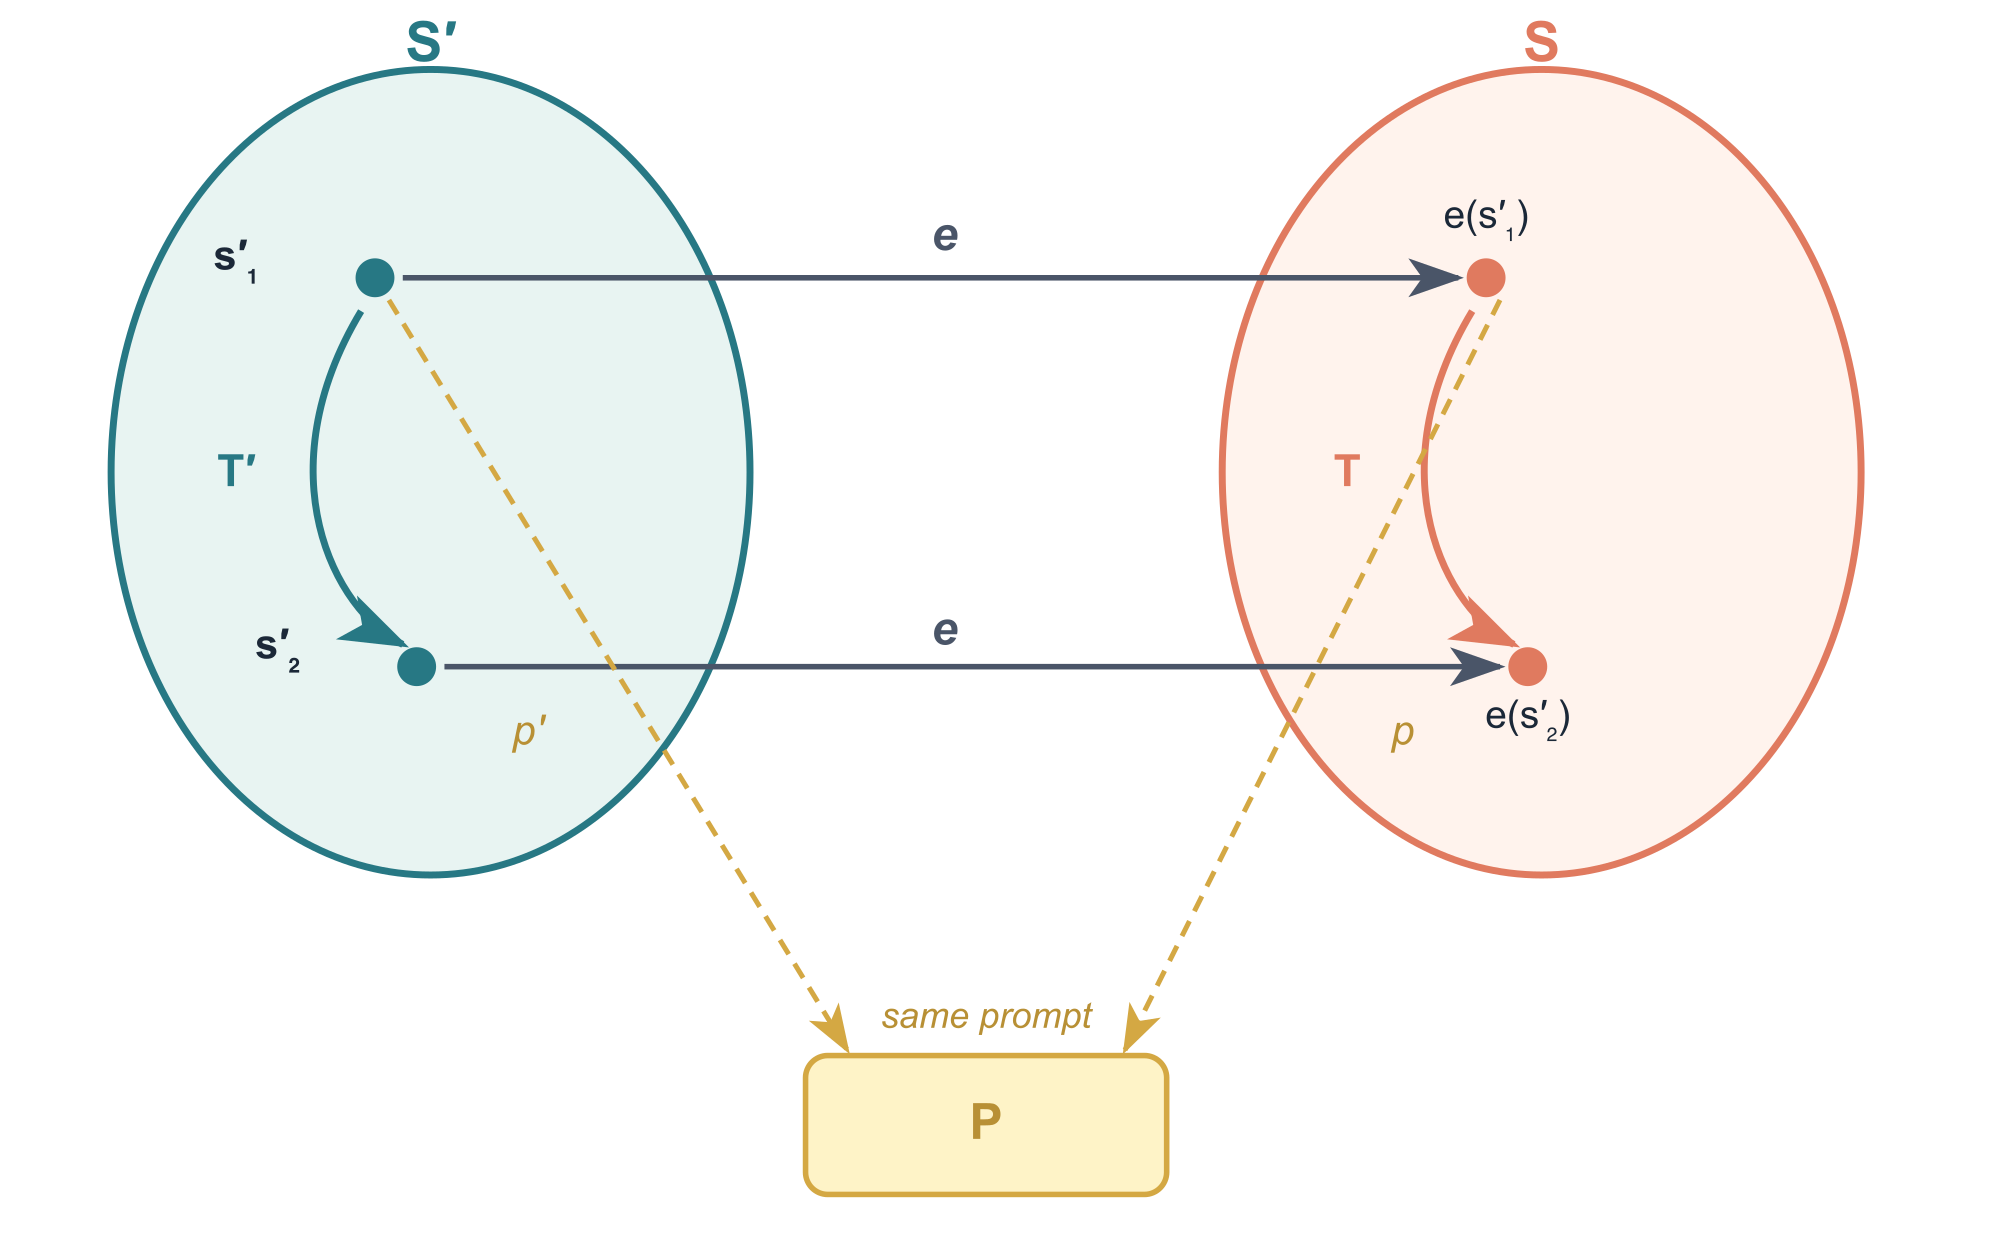 S′
S
e
e(s′₁)
s′₁
T′
T
e
s′₂
e(s′₂)
p′
p
same prompt
P